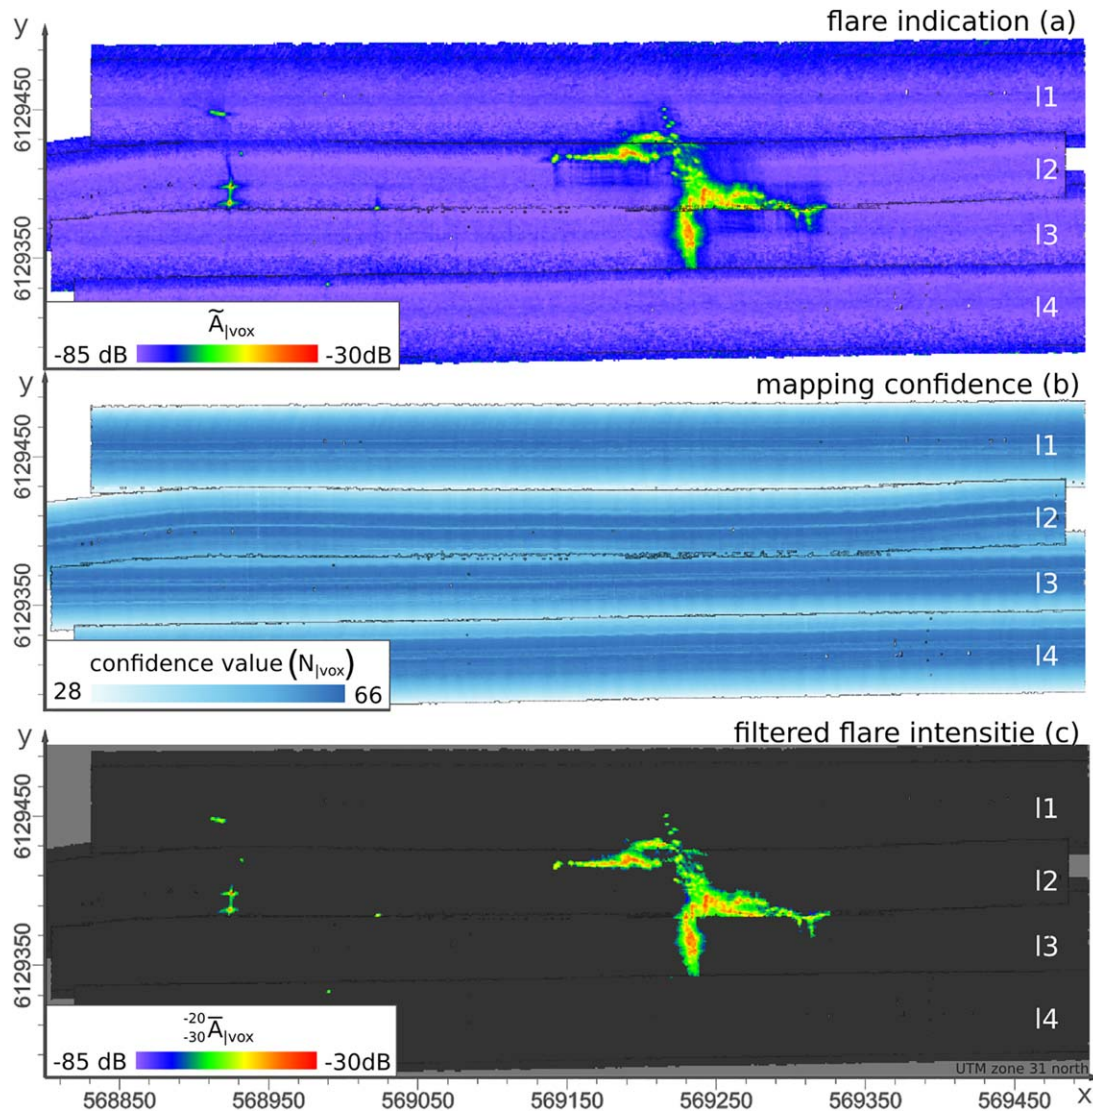 flare indication (a)
y
6129450
6129350
l1
l2
l3
l4
Ã|vox
-85 dB
-30dB
mapping confidence (b)
y
6129450
6129350
l1
l2
l3
l4
confidence value (N|vox)
28
66
filtered flare intensitie (c)
y
6129450
6129350
l1
l2
l3
l4
-20
-30 A̅|vox
-85 dB
-30dB
UTM zone 31 north
568850 568950 569050 569150 569250 569350 569450 x